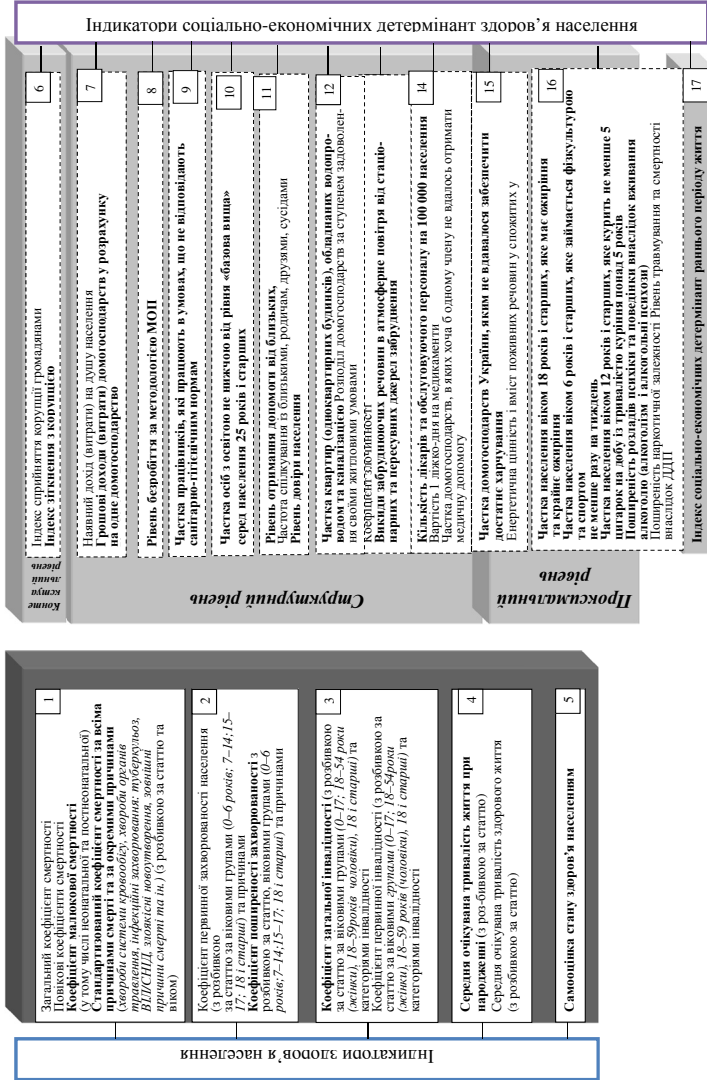 Індикатори здоров'я населення
1
Загальний коефіцієнт смертності
Повікові коефіцієнти смертності
Коефіцієнт малюкової смертності
(у тому числі неонатальної та постнеонатальної)
Стандартизований коефіцієнт смертності за всіма
причинами смерті та за окремими причинами
(хвороби системи кровообігу, хвороби органів
травлення, інфекційні захворювання: туберкульоз,
ВІЛ/СНІД, злоякісні новоутворення, зовнішні
причини смерті та ін.) (з розбивкою за статтю та
віком)
2
Коефіцієнт первинної захворюваності населення
(з розбивкою
за статтю за віковими групами (0–6 років; 7–14;15–
17; 18 і старші) та причинами
Коефіцієнт поширеності захворюваності з
розбивкою за статтю, віковими групами (0–6
років;7–14;15–17; 18 і старші) та причинами
3
Коефіцієнт загальної інвалідності (з розбивкою
за статтю за віковими групами (0–17; 18–54 роки
(жінки), 18–59років чоловіки), 18 і старші) та
категоріями інвалідності
Коефіцієнт первинної інвалідності (з розбивкою за
статтю за віковими групами (0–17; 18–54роки
(жінки), 18–59 років (чоловіки), 18 і старші) та
категоріями інвалідності
4
Середня очікувана тривалість життя при
народженні (з роз-бивкою за статтю)
Середня очікувана тривалість здорового життя
(з розбивкою за статтю)
5
Самооцінка стану здоров'я населенням
Індикатори соціально-економічних детермінант здоров'я населення
Конте
кстуа
льний
рівень
6
Індекс сприйняття корупції громадянами
Індекс зіткнення з корупцією
Структурний рівень
7
Наявний дохід (витрати) на душу населення
Грошові доходи (витрати) домогосподарств у розрахунку
на одне домогосподарство
8
Рівень безробіття за методологією МОП
9
Частка працівників, які працюють в умовах, що не відповідають
санітарно-гігієнічним нормам
10
Частка осіб з освітою не нижчою від рівня «базова вища»
серед населення 25 років і старших
11
Рівень отримання допомоги від близьких,
Частота спілкування із близькими, родичам, друзями, сусідами
Рівень довіри населення
12
Частка квартир (одноквартирних будинків), обладнаних водопро-
водом та каналізацією Розподіл домогосподарств за ступенем задоволен-
ня своїми житловими умовами
Коефіцієнт злочинності
Викиди забруднюючих речовин в атмосферне повітря від стаціо-
нарних та пересувних джерел забруднення
14
Кількість лікарів та обслуговуючого персоналу на 100 000 населення
Вартість 1 ліжко-дня на медикаменти
Частка домогосподарств, в яких хоча б одному члену не вдалось отримати
медичну допомогу
Проксимальний
рівень
15
Частка домогосподарств України, яким не вдавалося забезпечити
достатнє харчування
Енергетична цінність і вміст поживних речовин у спожитих у
16
Частка населення віком 18 років і старших, яке має ожиріння
та крайнє ожиріння
Частка населення віком 6 років і старших, яке займається фізкультурою
та спортом
не менше разу на тиждень
Частка населення віком 12 років і старших, яке курить не менше 5
цигарок на добу із тривалістю куріння понад 5 років
Поширеність розладів психіки та поведінки внаслідок вживання
алкоголю (алкоголізм і алкогольні психози)
Поширеність наркотичної залежності Рівень травмування та смертності
внаслідок ДТП
17
Індекс соціально-економічних детермінант раннього періоду життя